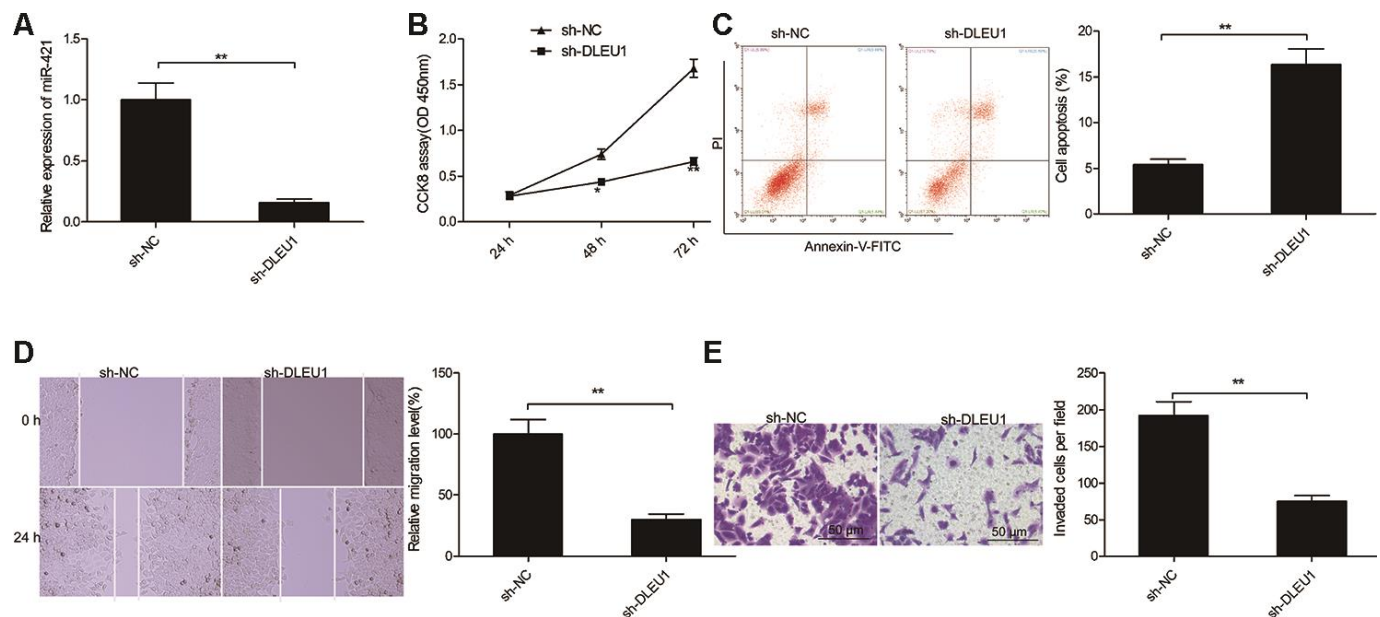 A
Relative expression of miR-421
1.5
1.0
0.5
0.0
**
sh-NC
sh-DLEU1
B
sh-NC
sh-DLEU1
CCK8 assay(OD 450nm)
2.0
1.5
1.0
0.5
0.0
*
**
24 h
48 h
72 h
C
sh-NC
sh-DLEU1
PI
Annexin-V-FITC
Cell apoptosis (%)
20
15
10
5
0
**
sh-NC
sh-DLEU1
D
sh-NC
sh-DLEU1
0 h
24 h
Relative migration level(%)
150
100
50
0
**
sh-NC
sh-DLEU1
E
sh-NC
sh-DLEU1
50 μm
50 μm
Invaded cells per field
250
200
150
100
50
0
**
sh-NC
sh-DLEU1